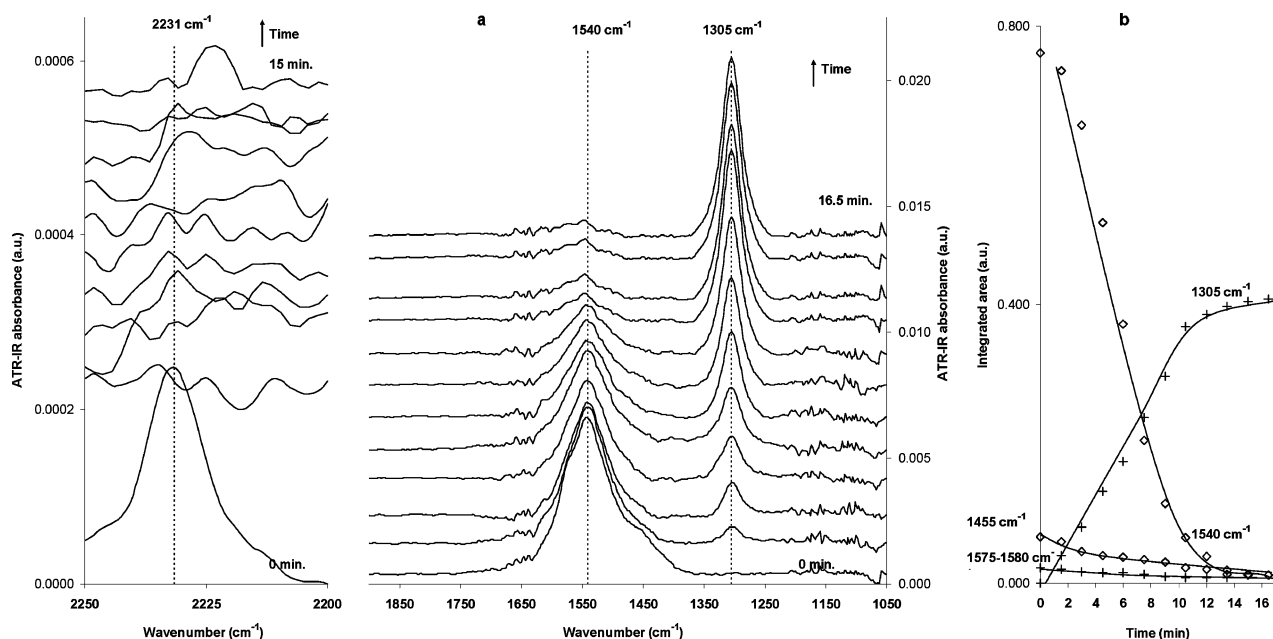 2231 cm⁻¹
Time
15 min.
0.0006
0.0004
0.0002
0.0000
ATR-IR absorbance (a.u.)
0 min.
2250
2225
2200
Wavenumber (cm⁻¹)
a
1540 cm⁻¹
1305 cm⁻¹
Time
16.5 min.
0 min.
0.020
0.015
0.010
0.005
0.000
ATR-IR absorbance (a.u.)
1850
1750
1650
1550
1450
1350
1250
1150
1050
Wavenumber (cm⁻¹)
b
0.800
0.400
0.000
Integrated area (a.u.)
1305 cm⁻¹
1540 cm⁻¹
1455 cm⁻¹
1575-1580 cm⁻
0
2
4
6
8
10
12
14
16
Time (min)